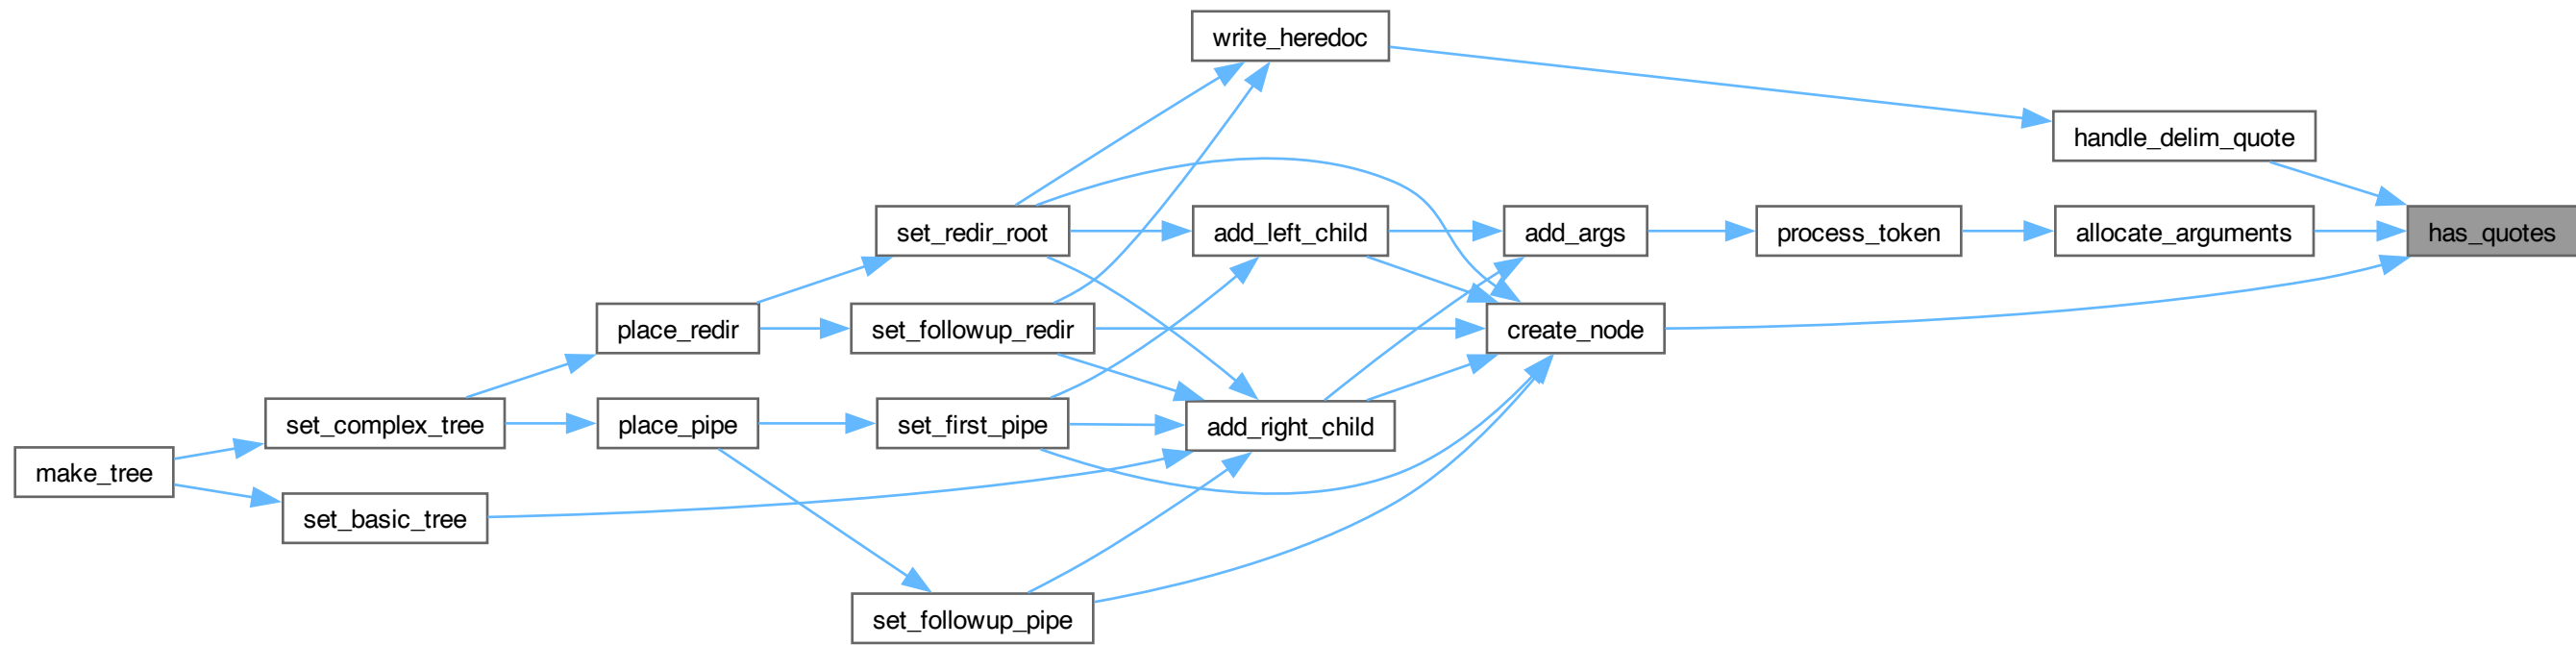 write_heredoc
handle_delim_quote
set_redir_root
add_left_child
add_args
process_token
allocate_arguments
has_quotes
place_redir
set_followup_redir
create_node
set_complex_tree
place_pipe
set_first_pipe
add_right_child
make_tree
set_basic_tree
set_followup_pipe